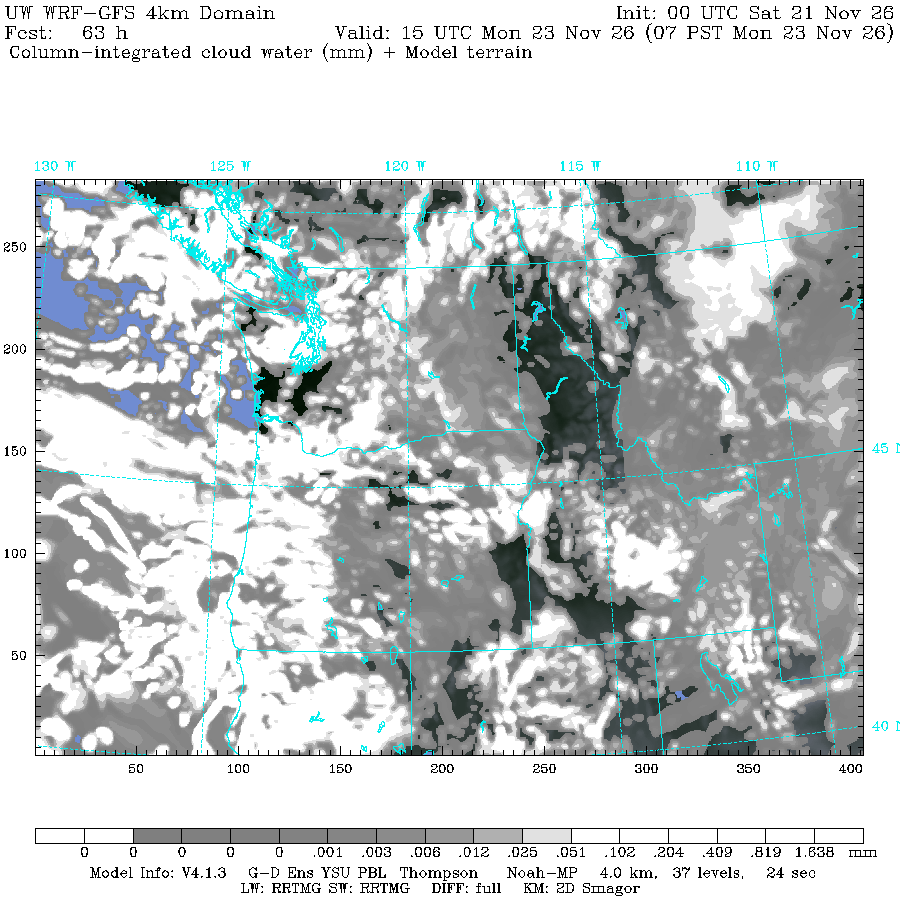 UW WRF-GFS 4km Domain Init: 00 UTC Sat 21 Nov 26
Fcst: 63 h Valid: 15 UTC Mon 23 Nov 26 (07 PST Mon 23 Nov 26)
Column-integrated cloud water (mm) + Model terrain
130 W 125 W 120 W 115 W 110 W
250
200
150 45 N
100
50
40 N
50 100 150 200 250 300 350 400
0 0 0 0 0 .001 .003 .006 .012 .025 .051 .102 .204 .409 .819 1.638 mm
Model Info: V4.1.3 G-D Ens YSU PBL Thompson Noah-MP 4.0 km, 37 levels, 24 sec
LW: RRTMG SW: RRTMG DIFF: full KM: 2D Smagor